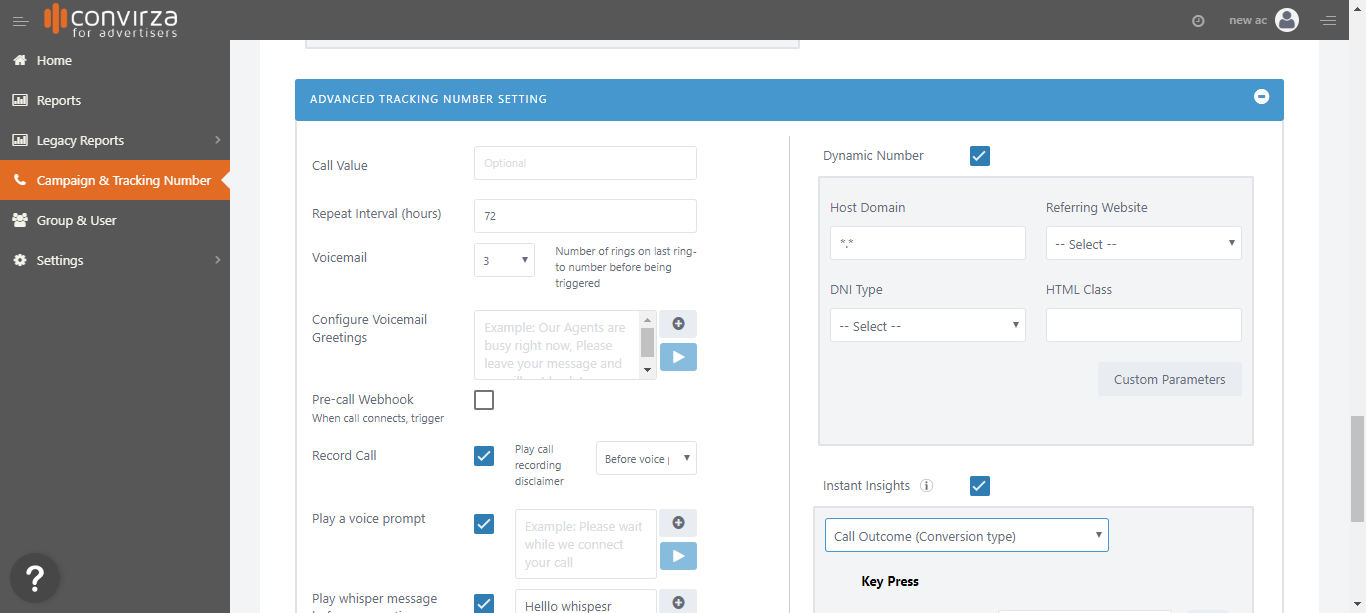 convirza
for advertisers
new ac
Home
Reports
Legacy Reports
Campaign & Tracking Number
Group & User
Settings
?
ADVANCED TRACKING NUMBER SETTING
Call Value
Optional
Repeat Interval (hours)
72
Voicemail
3
Number of rings on last ring-
to number before being
triggered
Configure Voicemail
Greetings
Example: Our Agents are
busy right now, Please
leave your message and
Pre-call Webhook
When call connects, trigger
Record Call
Play call
recording
disclaimer
Before voice
Play a voice prompt
Example: Please wait
while we connect
your call
Play whisper message
Helllo whispesr
Dynamic Number
Host Domain
*.*
Referring Website
-- Select --
DNI Type
-- Select --
HTML Class
Custom Parameters
Instant Insights
i
Call Outcome (Conversion type)
Key Press